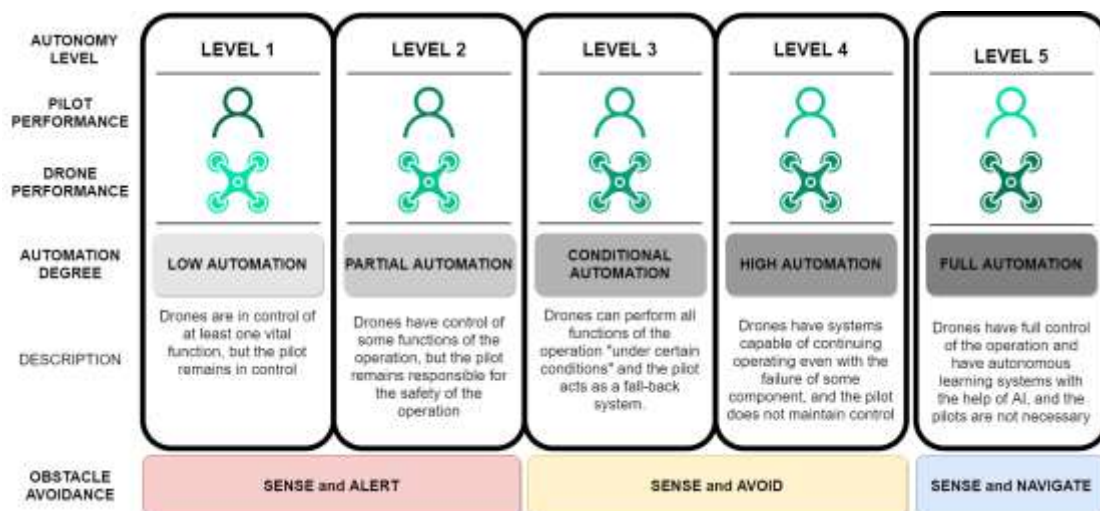 AUTONOMY
LEVEL
LEVEL 1
LEVEL 2
LEVEL 3
LEVEL 4
LEVEL 5
PILOT
PERFORMANCE
DRONE
PERFORMANCE
AUTOMATION
DEGREE
LOW AUTOMATION
PARTIAL AUTOMATION
CONDITIONAL
AUTOMATION
HIGH AUTOMATION
FULL AUTOMATION
DESCRIPTION
Drones are in control of
at least one vital
function, but the pilot
remains in control
Drones have control of
some functions of the
operation, but the pilot
remains responsible for
the safety of the
operation
Drones can perform all
functions of the
operation "under certain
conditions" and the pilot
acts as a fall-back
system.
Drones have systems
capable of continuing
operating even with the
failure of some
component, and the pilot
does not maintain control
Drones have full control
of the operation and
have autonomous
learning systems with
the help of AI, and the
pilots are not necessary
OBSTACLE
AVOIDANCE
SENSE and ALERT
SENSE and AVOID
SENSE and NAVIGATE